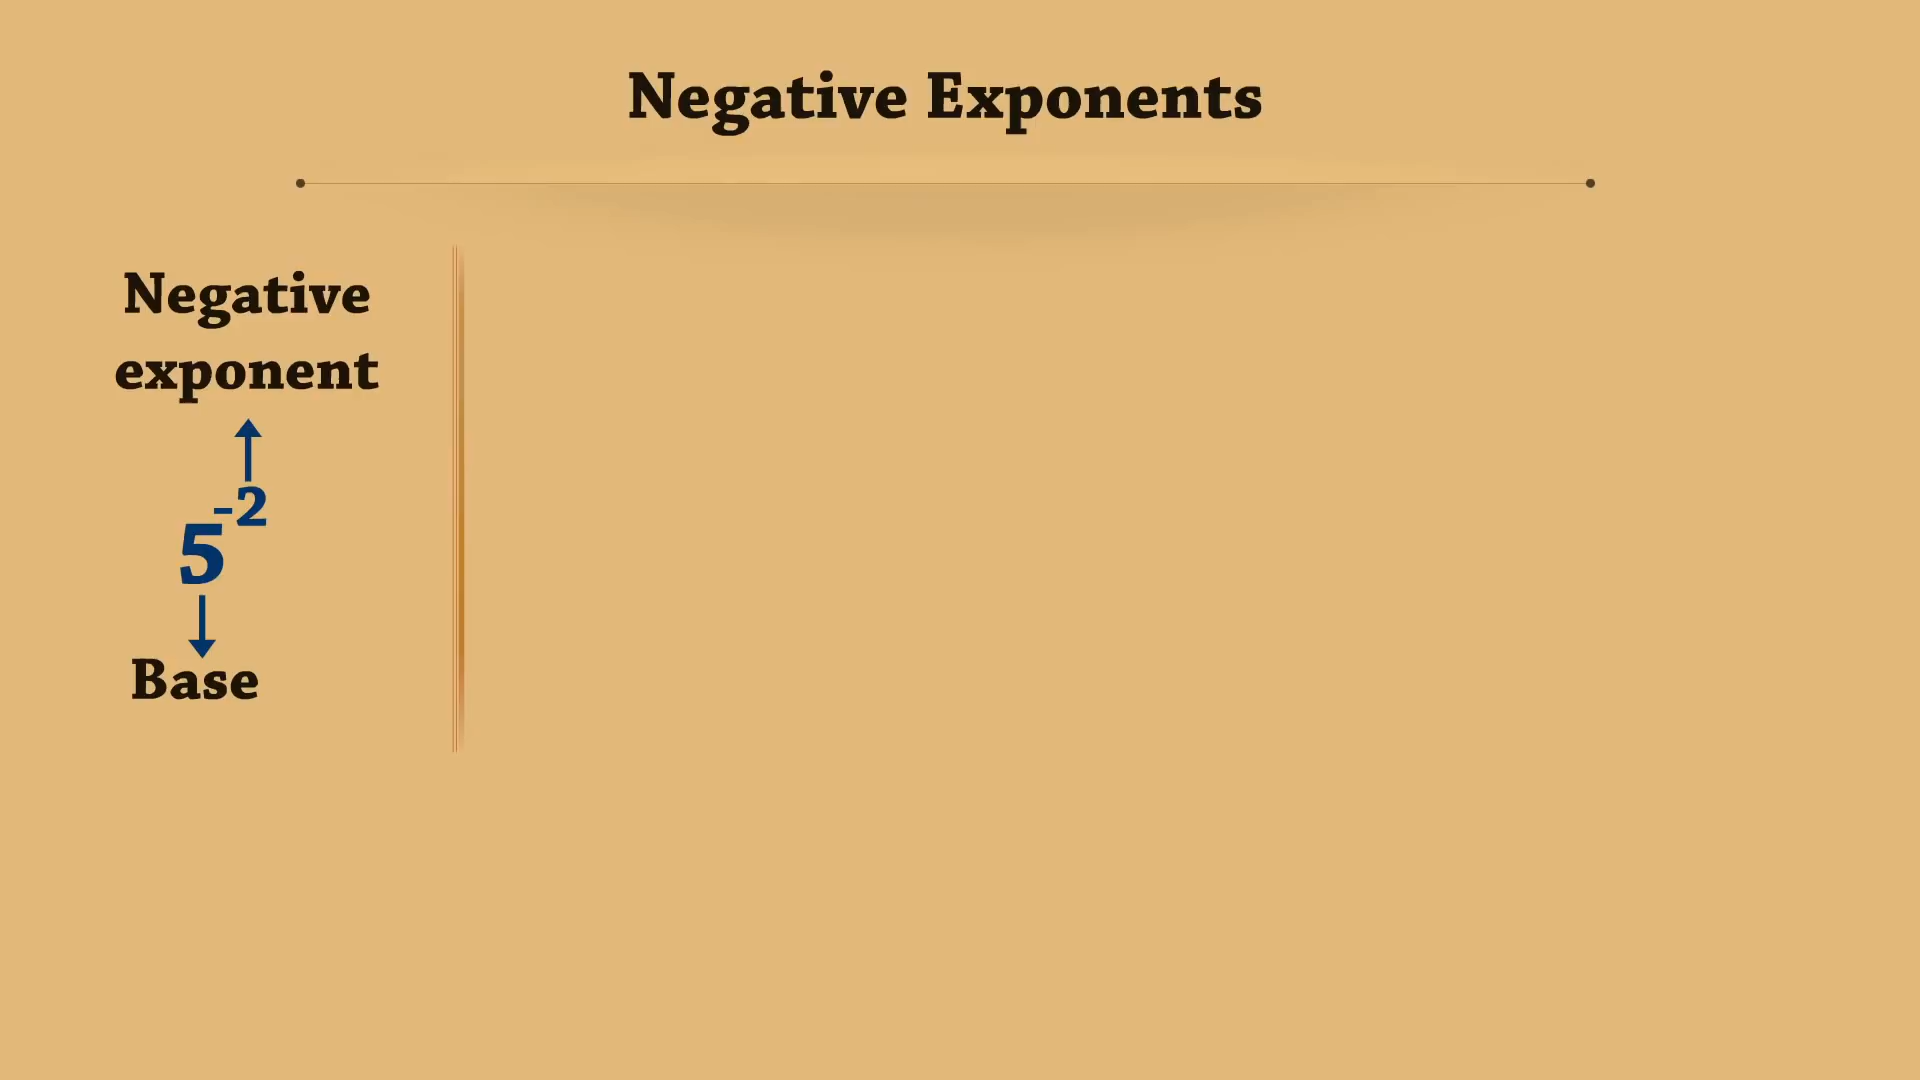 Negative Exponents
Negative
exponent
5⁻²
Base